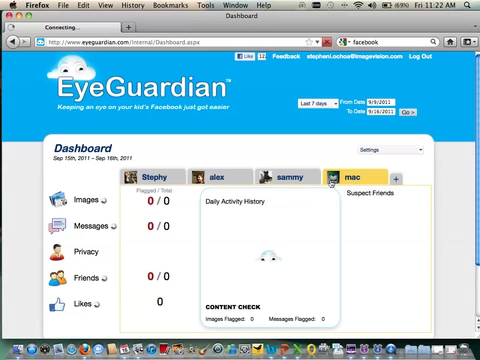 Firefox File Edit View History Bookmarks Tools Window Help (69%) Fri 11:22 AM
Dashboard
Connecting...
http://www.eyeguardian.com/Internal/Dashboard.aspx
facebook
Like 12 Feedback stephenl.ochoa@imagevision.com Log Out
EyeGuardian™
Keeping an eye on your kid's Facebook just got easier
Last 7 days From Date 9/9/2011
To Date 9/16/2011 Go >
Dashboard
Sep 15th, 2011 – Sep 16th, 2011
Settings
Stephy alex sammy mac +
Flagged / Total
Images 0 / 0
Messages 0 / 0
Privacy
Friends 0 / 0
Likes 0
Daily Activity History
Suspect Friends
CONTENT CHECK
Images Flagged: 0 Messages Flagged: 0